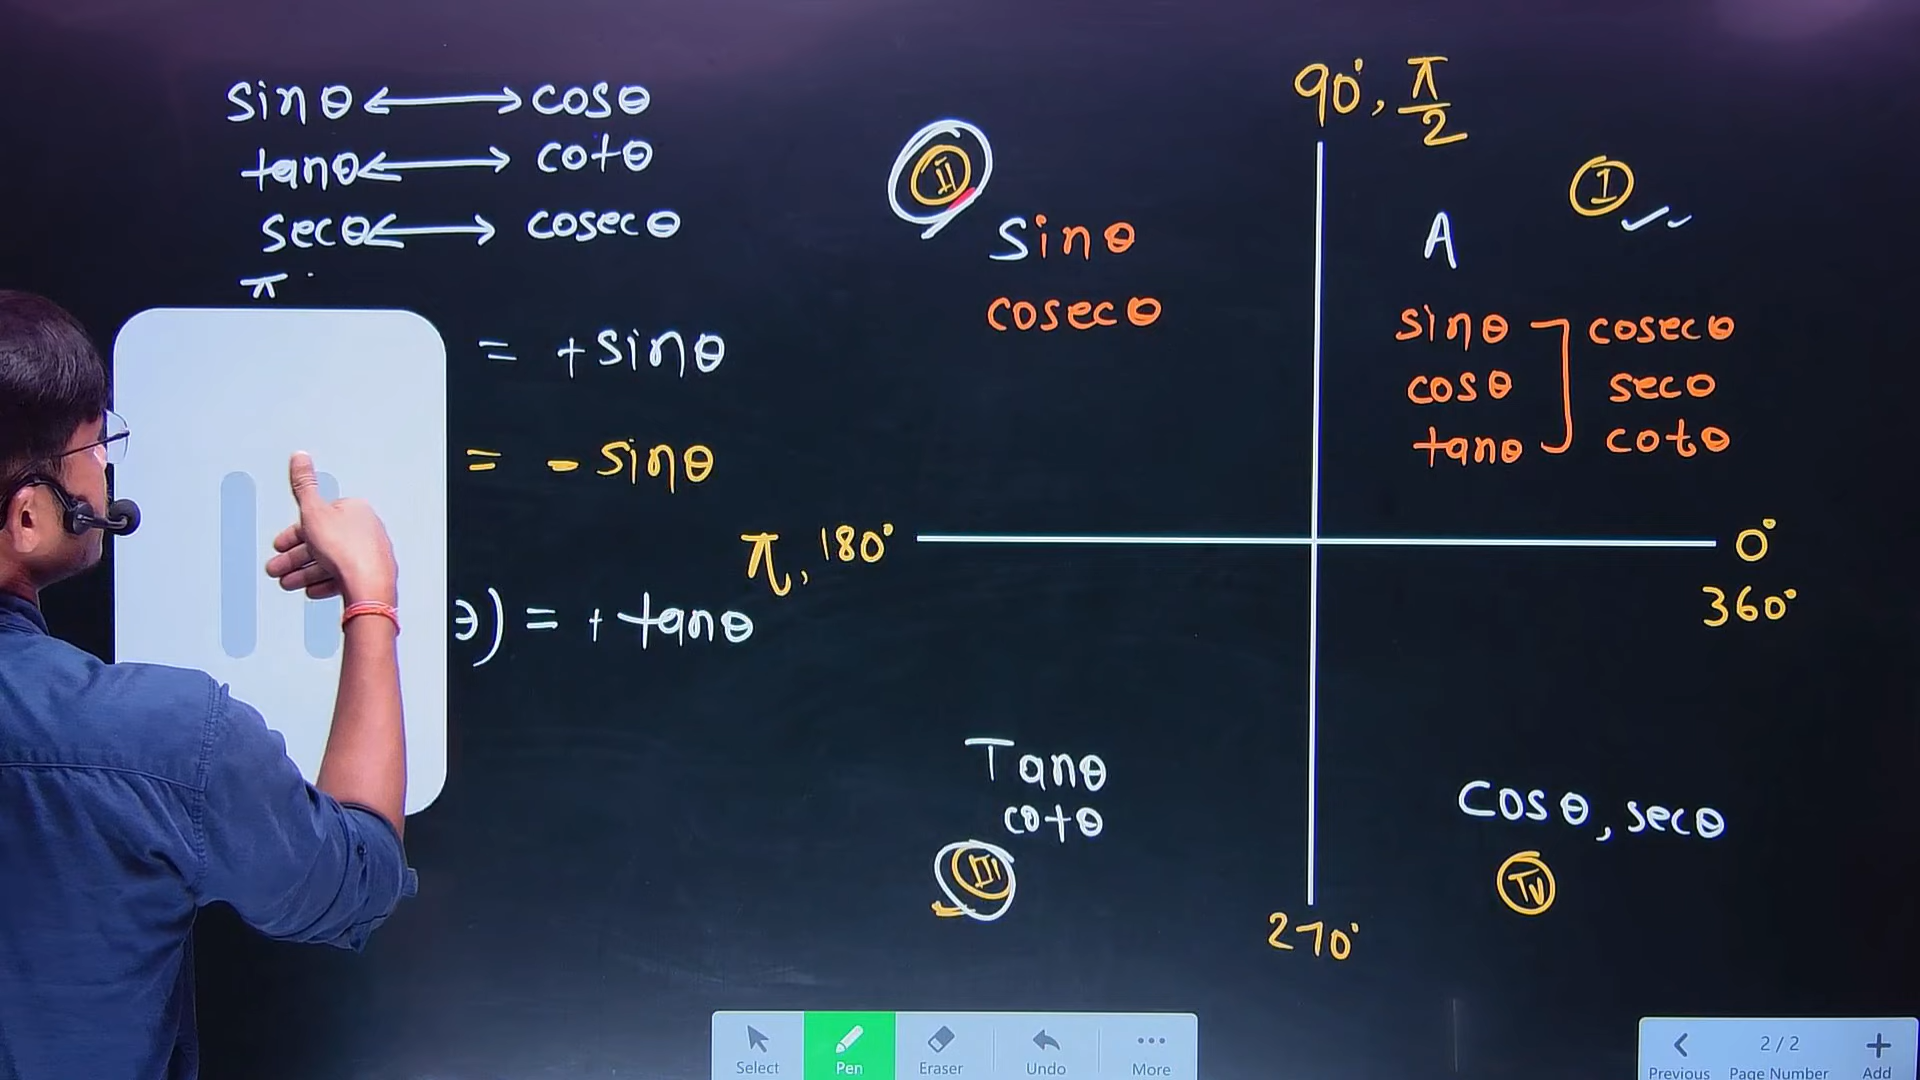 sinθ ⟷ cosθ
tanθ ⟷ cotθ
secθ ⟷ cosecθ
π
= +sinθ
= - sinθ
θ) = + tanθ
90°, π/2
II
sinθ
cosecθ
I
A
sinθ cosecθ
cosθ secθ
tanθ cotθ
π, 180°
0°
360°
Tanθ
cotθ
III
cosθ, secθ
IV
270°
Select Pen Eraser Undo More
2 / 2
Previous Page Number Add